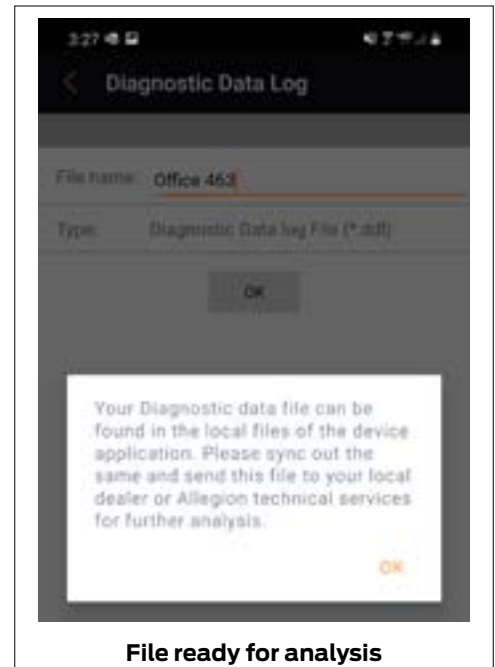 3:27
Diagnostic Data Log
File name: Office 463
Type: Diagnostic Data log File (*.ddl)
OK
Your Diagnostic data file can be
found in the local files of the device
application. Please sync out the
same and send this file to your local
dealer or Allegion technical services
for further analysis.
OK
File ready for analysis